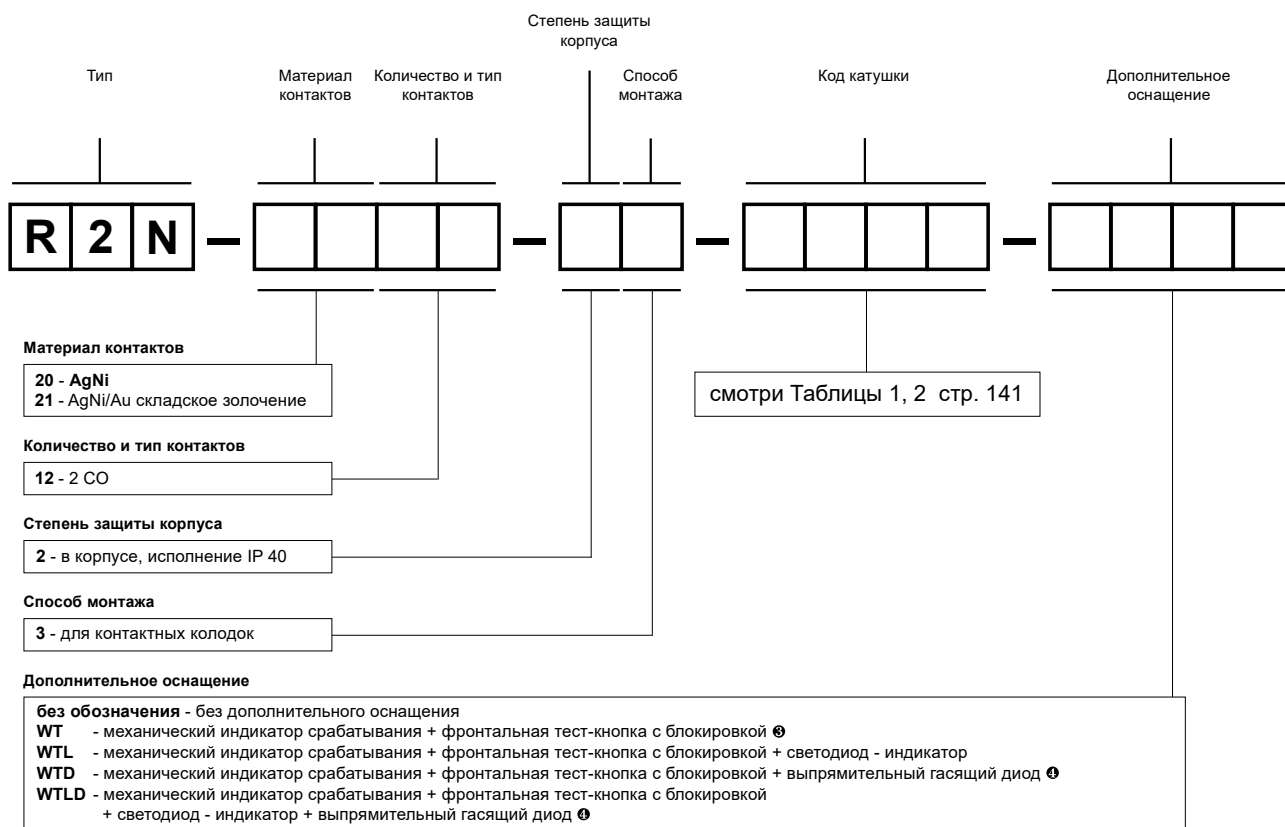 Степень защиты
корпуса
Тип
Материал
контактов
Количество и тип
контактов
Способ
монтажа
Код катушки
Дополнительное
оснащение
R 2 N – – – –
Материал контактов
20 - AgNi
21 - AgNi/Au складское золочение
смотри Таблицы 1, 2 стр. 141
Количество и тип контактов
12 - 2 CO
Степень защиты корпуса
2 - в корпусе, исполнение IP 40
Способ монтажа
3 - для контактных колодок
Дополнительное оснащение
без обозначения - без дополнительного оснащения
WT - механический индикатор срабатывания + фронтальная тест-кнопка с блокировкой ❸
WTL - механический индикатор срабатывания + фронтальная тест-кнопка с блокировкой + светодиод - индикатор
WTD - механический индикатор срабатывания + фронтальная тест-кнопка с блокировкой + выпрямительный гасящий диод ❹
WTLD - механический индикатор срабатывания + фронтальная тест-кнопка с блокировкой
+ светодиод - индикатор + выпрямительный гасящий диод ❹